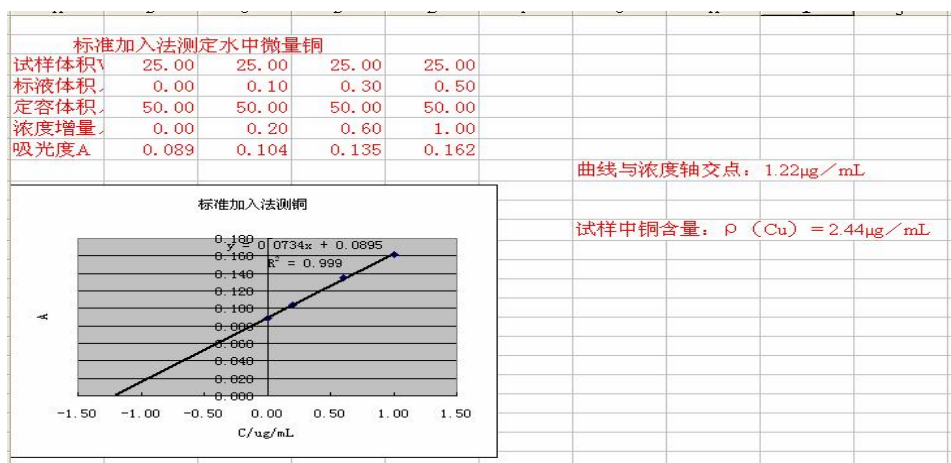 标准加入法测定水中微量铜
试样体积 25.00 25.00 25.00 25.00
标液体积 0.00 0.10 0.30 0.50
定容体积 50.00 50.00 50.00 50.00
浓度增量 0.00 0.20 0.60 1.00
吸光度A 0.089 0.104 0.135 0.162
曲线与浓度轴交点：1.22μg／mL
试样中铜含量：ρ（Cu）＝2.44μg／mL
标准加入法测铜
y = 0.0734x + 0.0895
R² = 0.999
0.180
0.160
0.140
0.120
0.100
0.080
0.060
0.040
0.020
0.000
A
-1.50 -1.00 -0.50 0.00 0.50 1.00 1.50
C/ug/mL